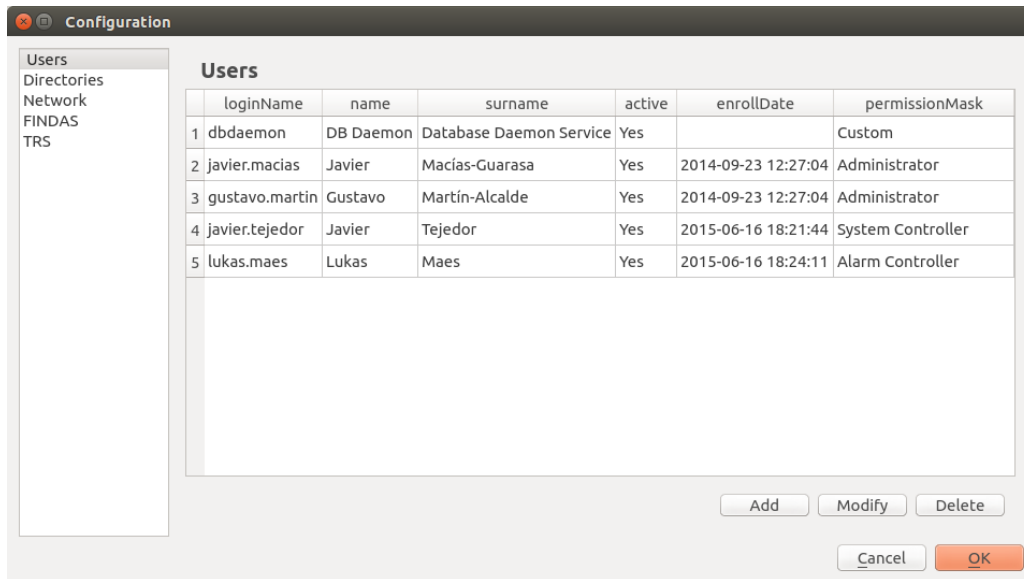 Configuration
Users
Directories
Network
FINDAS
TRS
Users
loginName name surname active enrollDate permissionMask
1 dbdaemon DB Daemon Database Daemon Service Yes Custom
2 javier.macias Javier Macías-Guarasa Yes 2014-09-23 12:27:04 Administrator
3 gustavo.martin Gustavo Martín-Alcalde Yes 2014-09-23 12:27:04 Administrator
4 javier.tejedor Javier Tejedor Yes 2015-06-16 18:21:44 System Controller
5 lukas.maes Lukas Maes Yes 2015-06-16 18:24:11 Alarm Controller
Add Modify Delete
Cancel OK